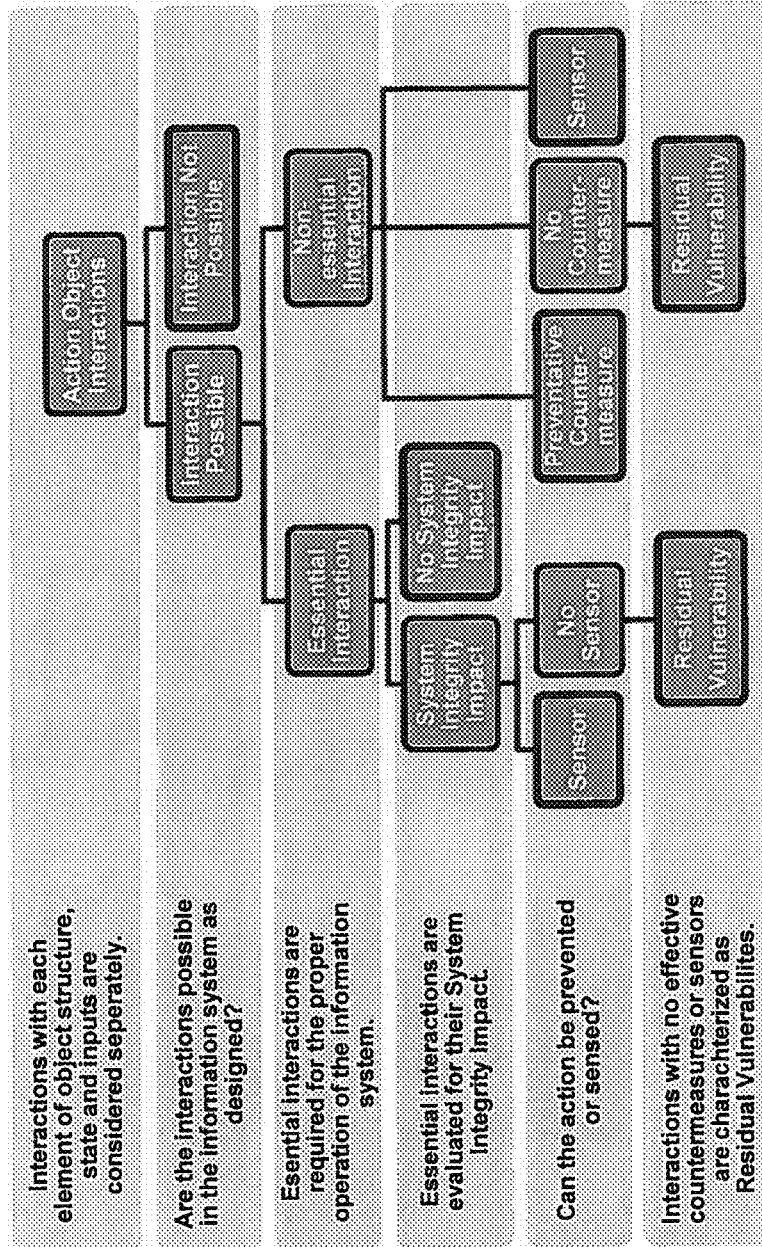 Interactions with each
element of object structure,
state and inputs are
considered seperately.
Action Object
Interactions
Are the interactions possible
in the information system as
designed?
Interaction
Possible
Interaction Not
Possible
Esential interactions are
required for the proper
operation of the information
system.
Essential
Interaction
Non-
essential
Interaction
Essential interactions are
evaluated for their System
Integrity Impact.
System
Integrity
Impact
No System
Integrity
Impact
Can the action be prevented
or sensed?
Sensor
No
Sensor
Preventative
Counter-
measure
No
Counter-
measure
Sensor
Interactions with no effective
countermeasures or sensors
are charachterized as
Residual Vulnerabilites.
Residual
Vulnerability
Residual
Vulnerability